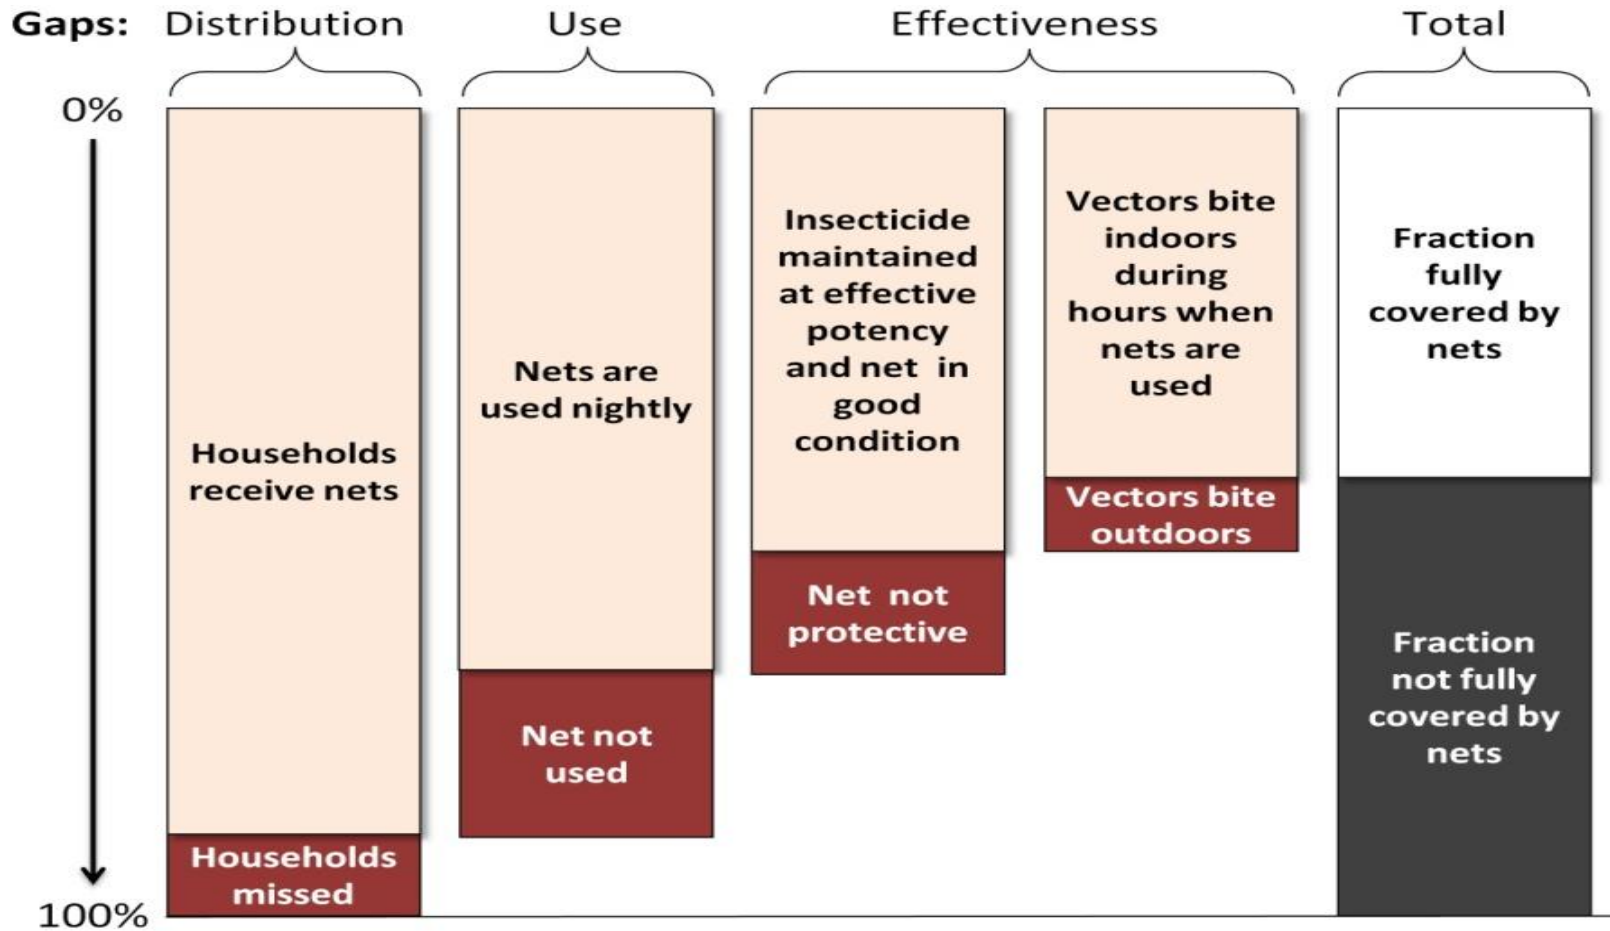 Gaps: Distribution Use Effectiveness Total
0%
100%
Households
receive nets
Households
missed
Nets are
used nightly
Net not
used
Insecticide
maintained
at effective
potency
and net in
good
condition
Net not
protective
Vectors bite
indoors
during
hours when
nets are
used
Vectors bite
outdoors
Fraction
fully
covered by
nets
Fraction
not fully
covered by
nets